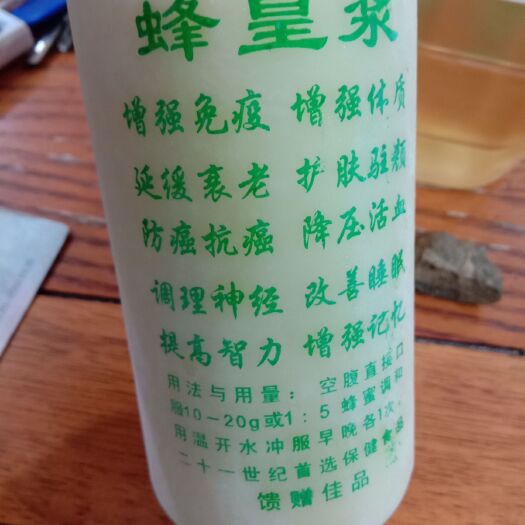 蜂皇浆
增强免疫 增强体质
延缓衰老 护肤驻颜
防癌抗癌 降压活血
调理神经 改善睡眠
提高智力 增强记忆
用法与用量：空腹直接口
服10-20g或1：5蜂蜜调和
用温开水冲服早晚各1次。
二十一世纪首选保健食品
馈赠佳品